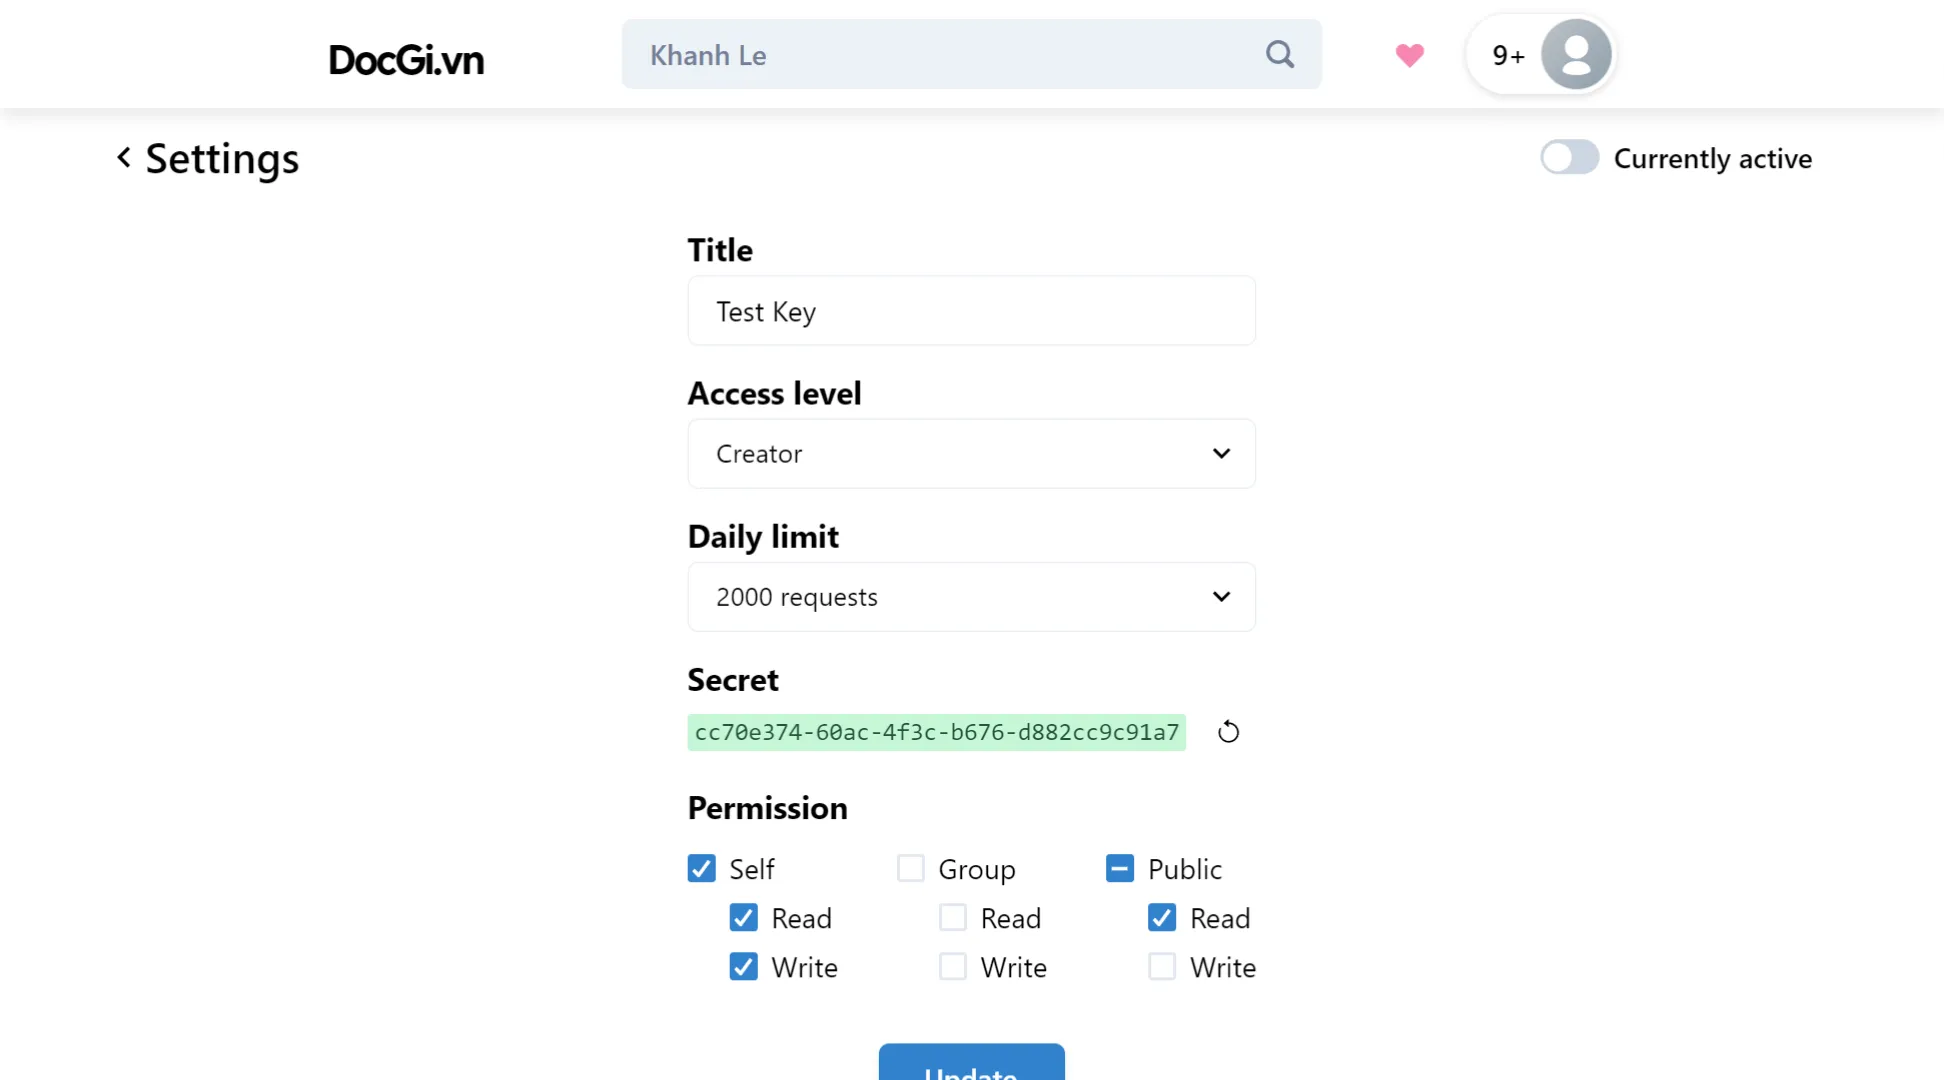 DocGi.vn
Khanh Le
9+
Settings
Currently active
Title
Test Key
Access level
Creator
Daily limit
2000 requests
Secret
cc70e374-60ac-4f3c-b676-d882cc9c91a7
Permission
Self Group Public
Read Read Read
Write Write Write
Update